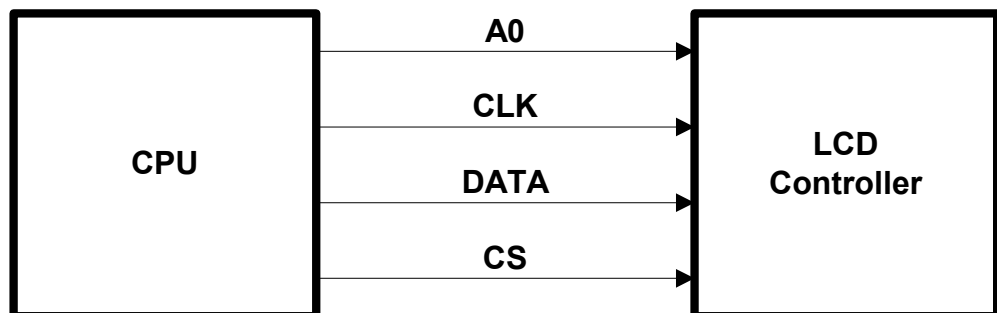 A0
CLK
CPU
DATA
CS
LCD
Controller